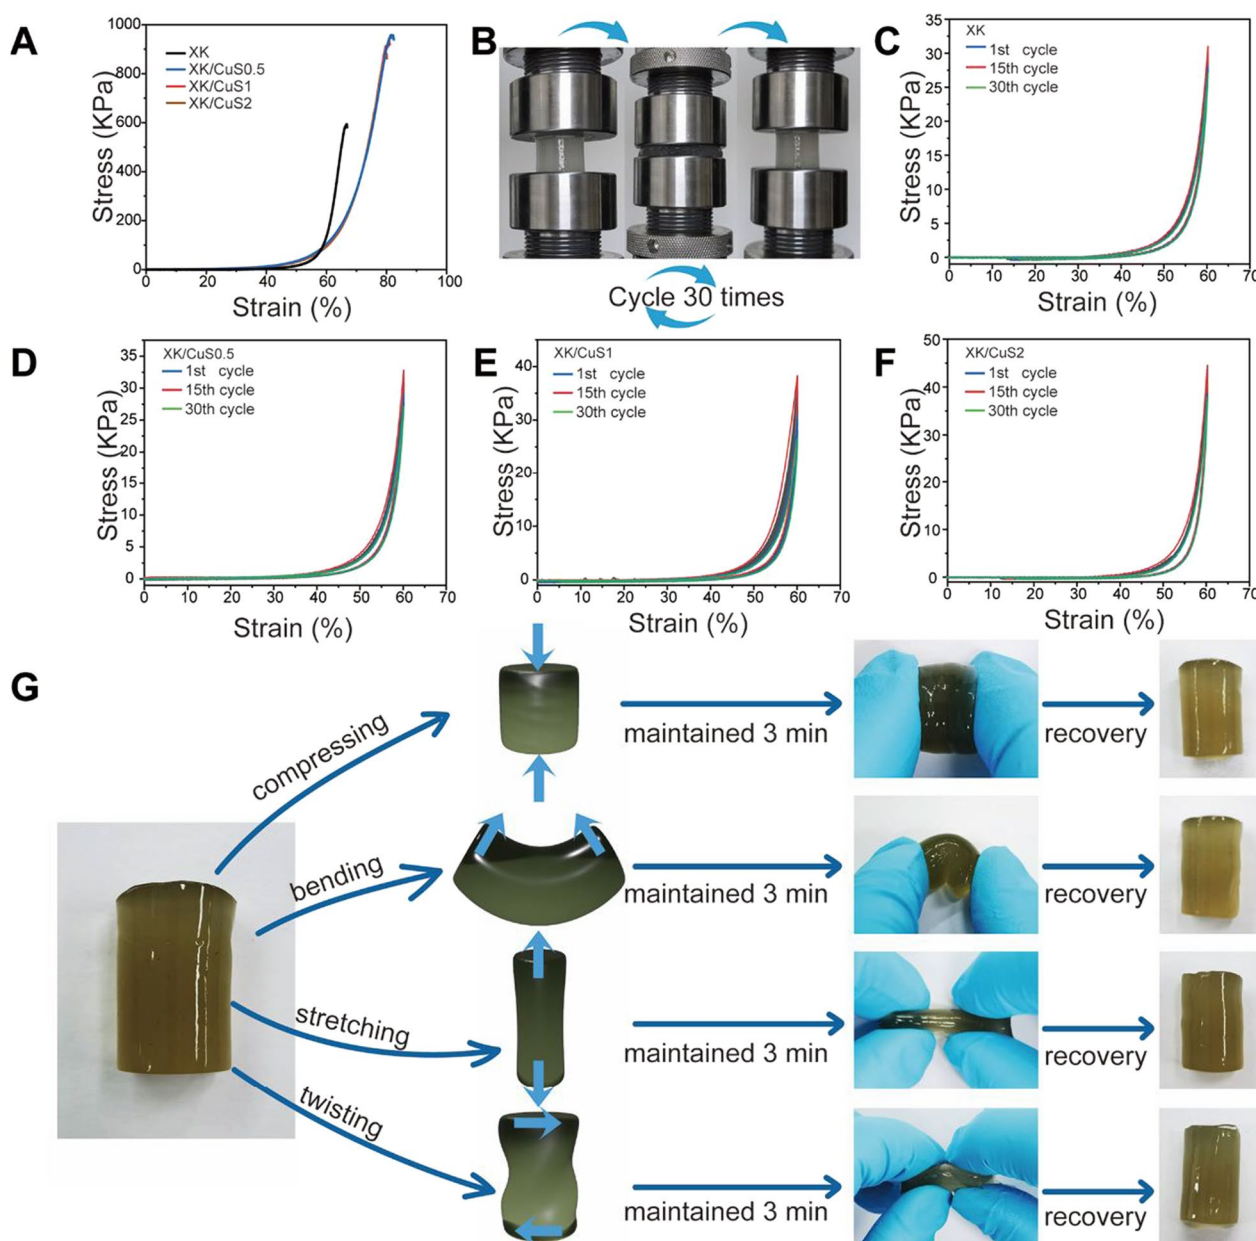 A
1000
800
600
400
200
0
0
20
40
60
80
100
Stress (KPa)
Strain (%)
XK
XK/CuS0.5
XK/CuS1
XK/CuS2
B
Cycle 30 times
C
35
30
25
20
15
10
5
0
0
10
20
30
40
50
60
70
Stress (KPa)
Strain (%)
XK
1st cycle
15th cycle
30th cycle
D
35
30
25
20
15
10
5
0
0
10
20
30
40
50
60
70
Stress (KPa)
Strain (%)
XK/CuS0.5
1st cycle
15th cycle
30th cycle
E
40
30
20
10
0
0
10
20
30
40
50
60
70
Stress (KPa)
Strain (%)
XK/CuS1
1st cycle
15th cycle
30th cycle
F
50
50
40
30
20
10
0
0
10
20
30
40
50
60
70
Stress (KPa)
Strain (%)
XK/CuS2
1st cycle
15th cycle
30th cycle
G
compressing
maintained 3 min
recovery
bending
maintained 3 min
recovery
stretching
maintained 3 min
recovery
twisting
maintained 3 min
recovery